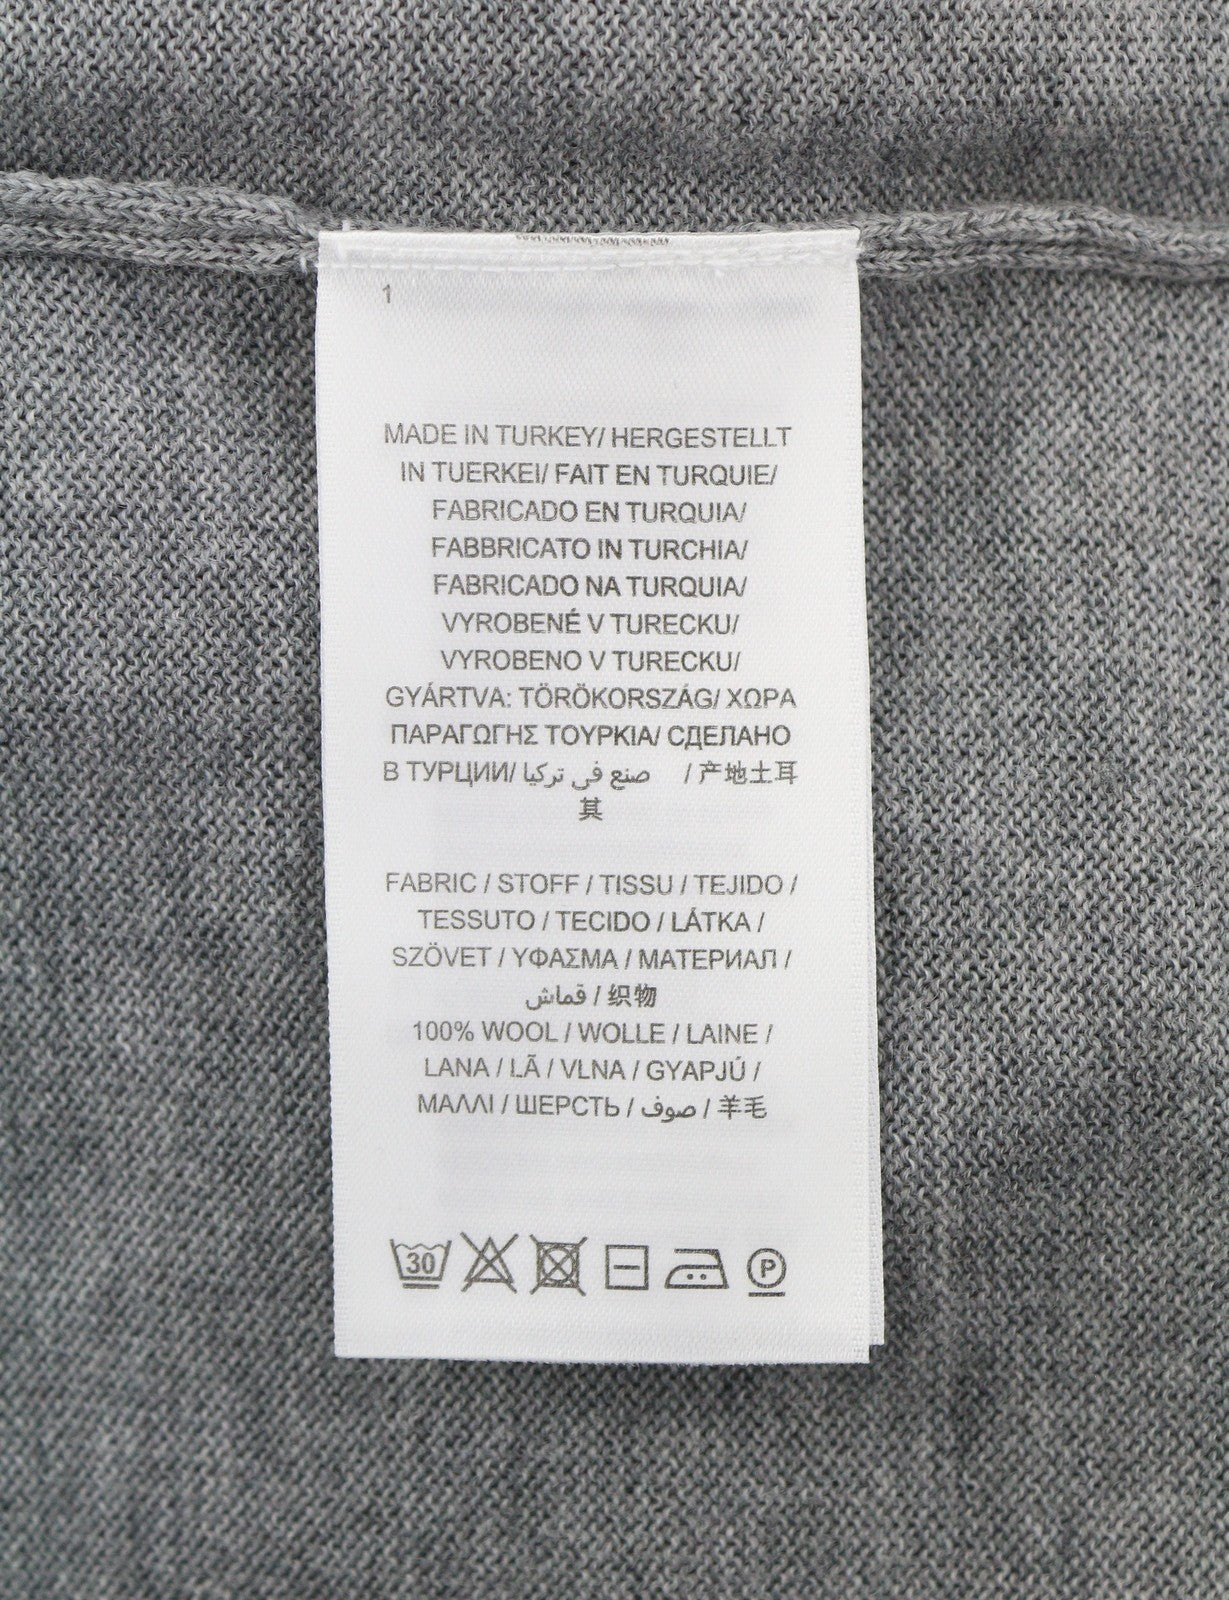 1
MADE IN TURKEY/ HERGESTELLT
IN TUERKEI/ FAIT EN TURQUIE/
FABRICADO EN TURQUIA/
FABBRICATO IN TURCHIA/
FABRICADO NA TURQUIA/
VYROBENÉ V TURECKU/
VYROBENO V TURECKU/
GYÁRTVA: TÖRÖKORSZÁG/ ΧΩΡΑ
ΠΑΡΑΓΩΓΗΣ ΤΟΥΡΚΙΑ/ СДЕЛАНО
В ТУРЦИИ/ صنع في تركيا / 产地土耳
其
FABRIC / STOFF / TISSU / TEJIDO /
TESSUTO / TECIDO / LÁTKA /
SZÖVET / ΥΦΑΣΜΑ / МАТЕРИАЛ /
قماش / 织物
100% WOOL / WOLLE / LAINE /
LANA / LÃ / VLNA / GYAPJÚ /
ΜΑΛΛΙ / ШЕРСТЬ / صوف / 羊毛
30 P